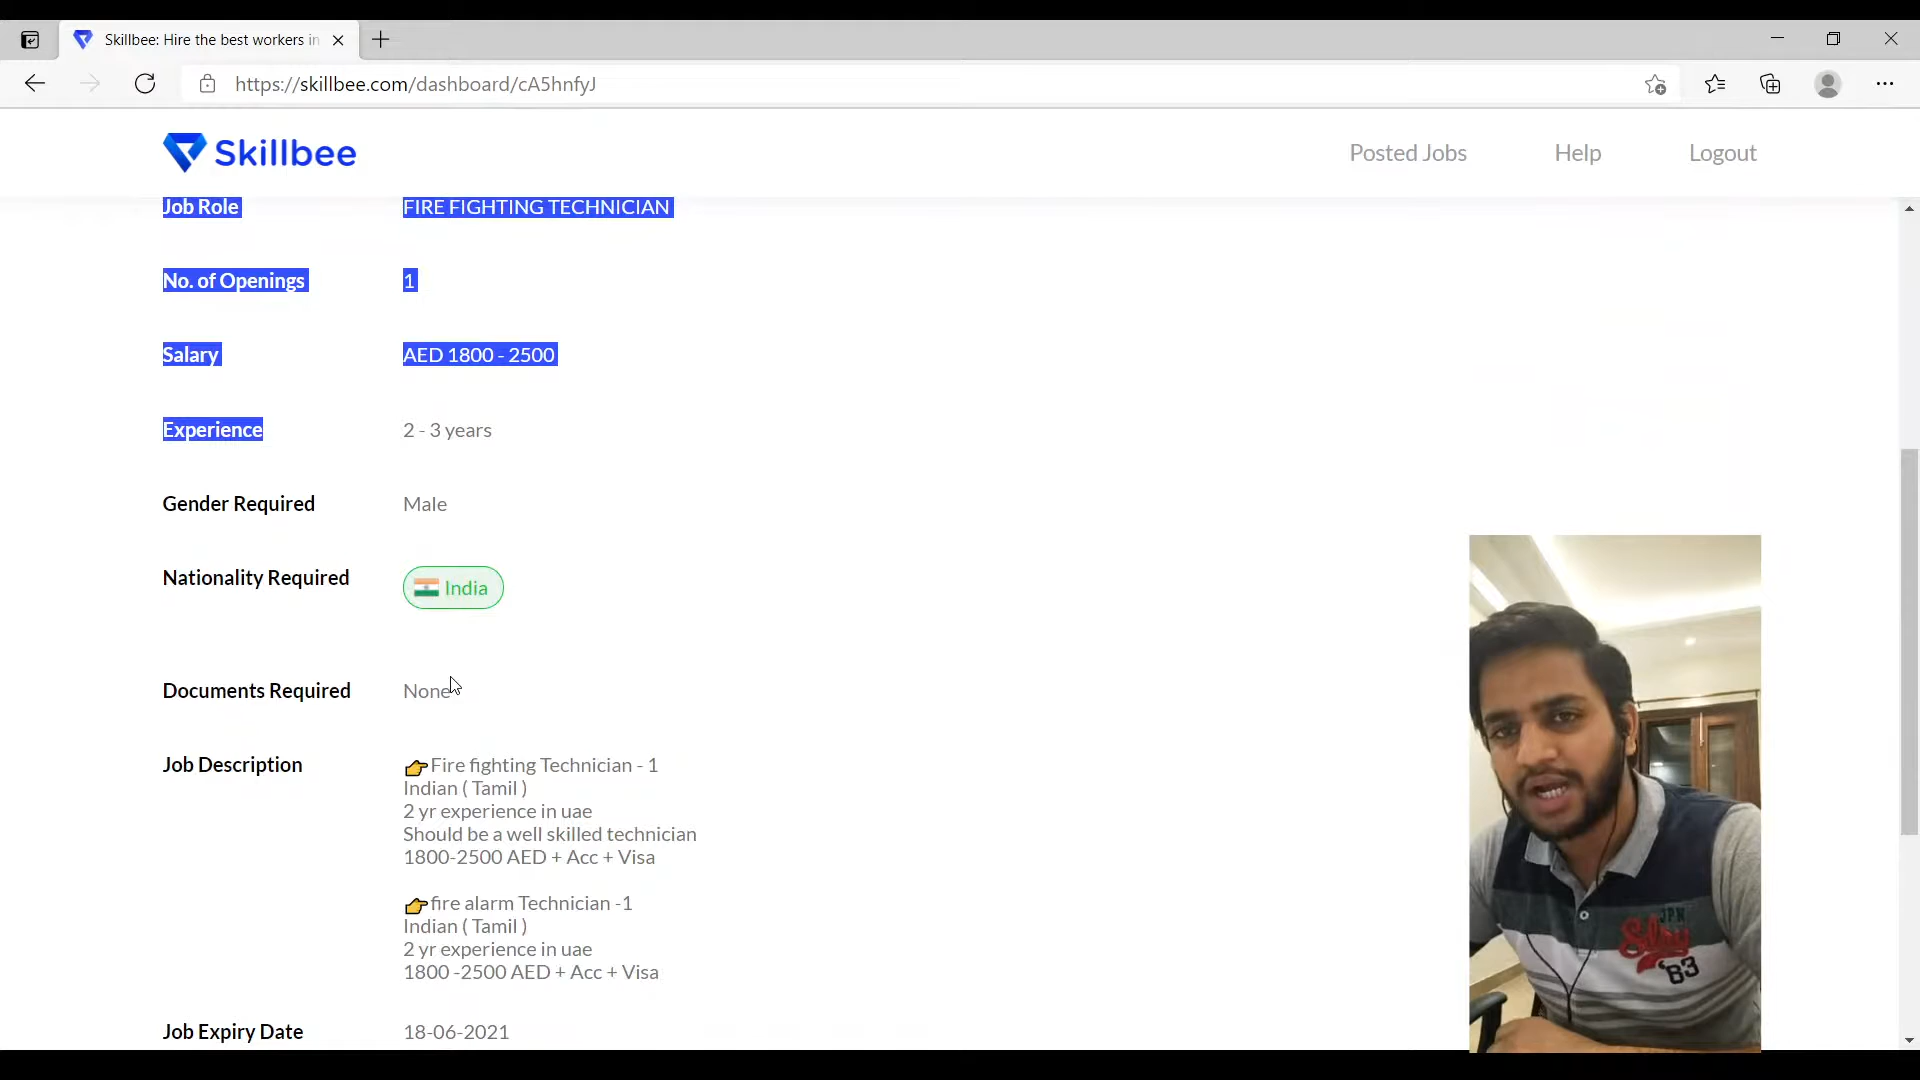 Skillbee: Hire the best workers in
https://skillbee.com/dashboard/cA5hnfyJ
Skillbee
Posted Jobs Help Logout
Job Role FIRE FIGHTING TECHNICIAN
No. of Openings 1
Salary AED 1800 - 2500
Experience 2 - 3 years
Gender Required Male
Nationality Required India
Documents Required None
Job Description 👉Fire fighting Technician - 1
Indian ( Tamil )
2 yr experience in uae
Should be a well skilled technician
1800-2500 AED + Acc + Visa
👉fire alarm Technician -1
Indian ( Tamil )
2 yr experience in uae
1800 -2500 AED + Acc + Visa
Job Expiry Date 18-06-2021
JPN
'83